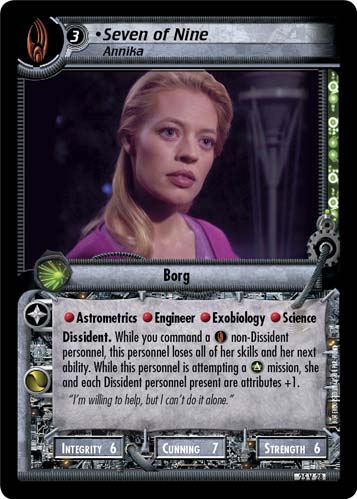 3 •Seven of Nine
Annika
Borg
Astrometrics Engineer Exobiology Science
Dissident. While you command a non-Dissident
personnel, this personnel loses all of her skills and her next
ability. While this personnel is attempting a mission, she
and each Dissident personnel present are attributes +1.
"I'm willing to help, but I can't do it alone."
INTEGRITY 6 CUNNING 7 STRENGTH 6
25 V 28